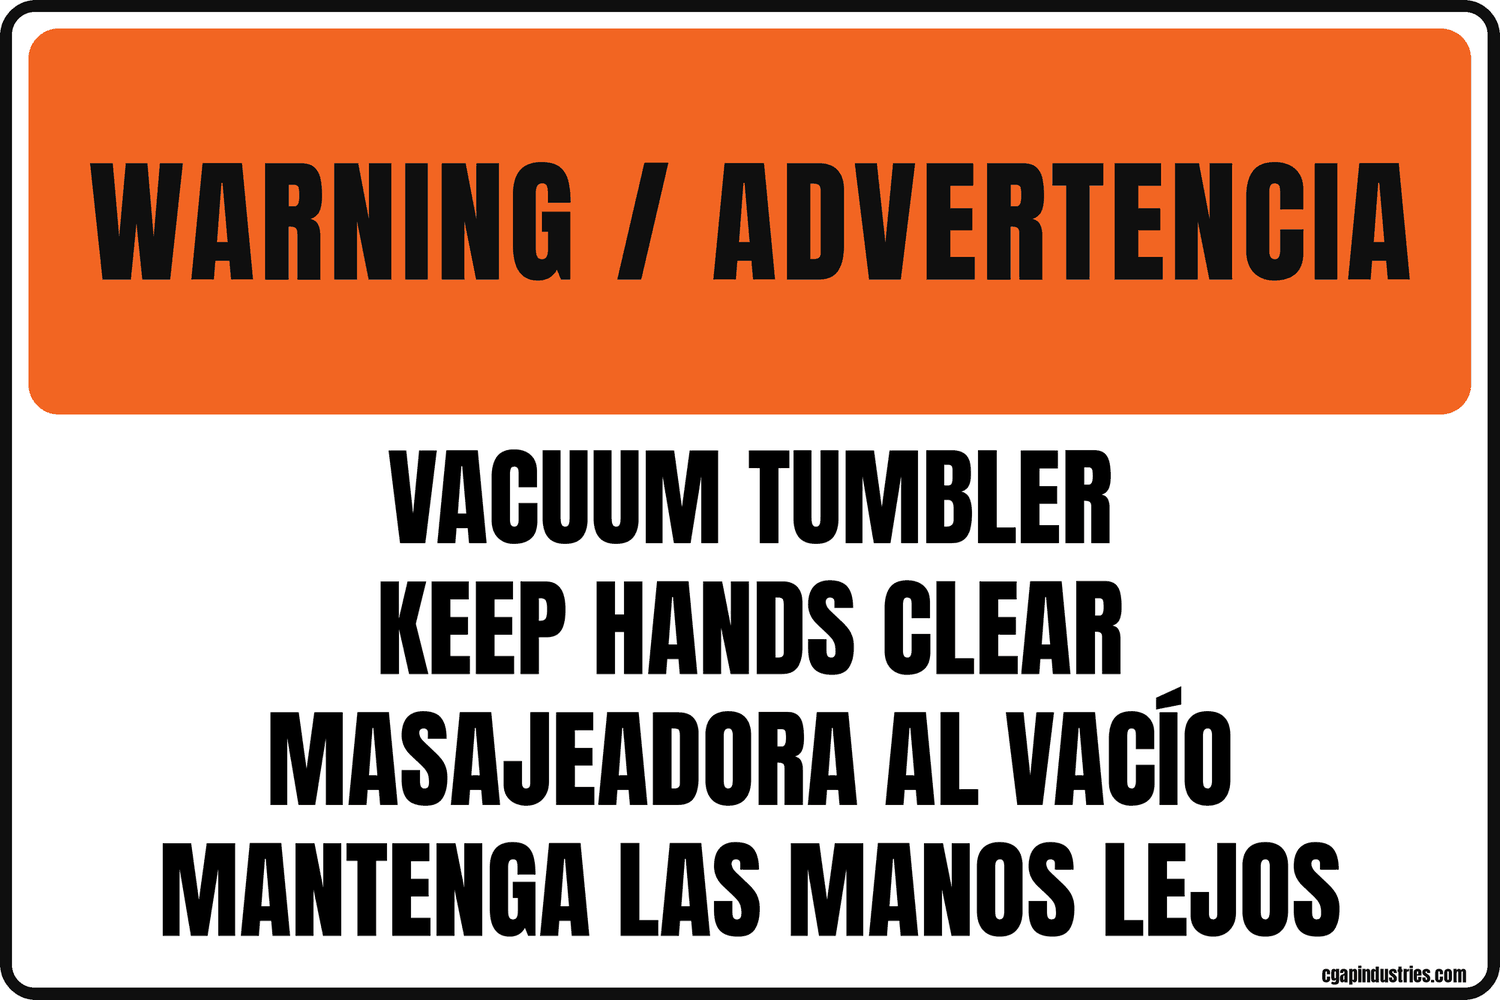 WARNING / ADVERTENCIA
VACUUM TUMBLER
KEEP HANDS CLEAR
MASAJEADORA AL VACÍO
MANTENGA LAS MANOS LEJOS
cgapindustries.com